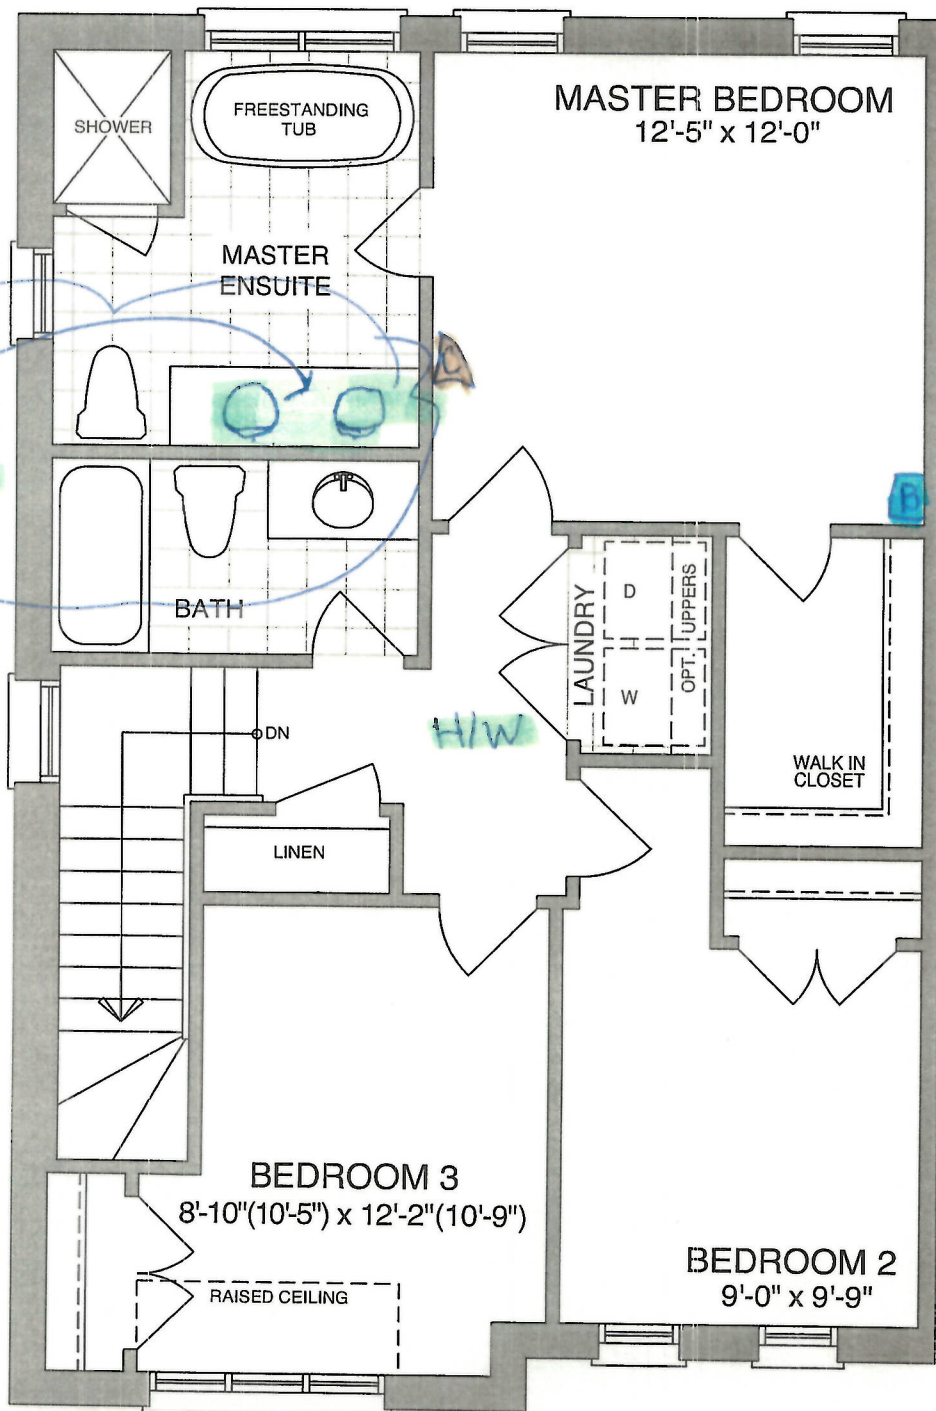 SHOWER
FREESTANDING
TUB
MASTER BEDROOM
12'-5" x 12'-0"
MASTER
ENSUITE
C
B
BATH
LAUNDRY
D
W
OPT. UPPERS
DN
H/W
WALK IN
CLOSET
LINEN
BEDROOM 3
8'-10"(10'-5") x 12'-2"(10'-9")
RAISED CEILING
BEDROOM 2
9'-0" x 9'-9"